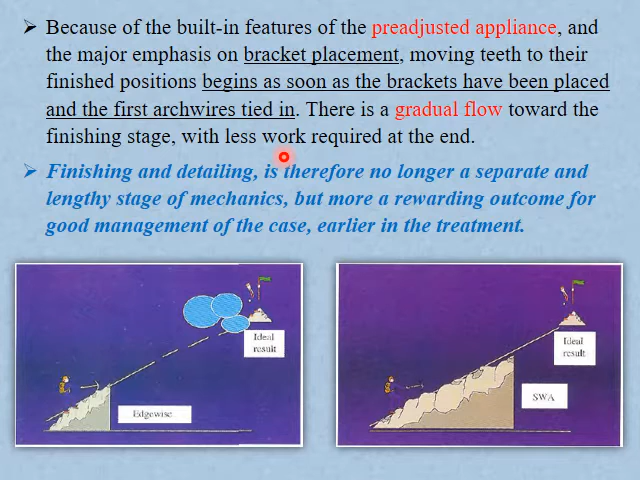 Because of the built-in features of the preadjusted appliance, and
the major emphasis on bracket placement, moving teeth to their
finished positions begins as soon as the brackets have been placed
and the first archwires tied in. There is a gradual flow toward the
finishing stage, with less work required at the end.
Finishing and detailing, is therefore no longer a separate and
lengthy stage of mechanics, but more a rewarding outcome for
good management of the case, earlier in the treatment.
Ideal
result
Edgewise
Ideal
result
SWA